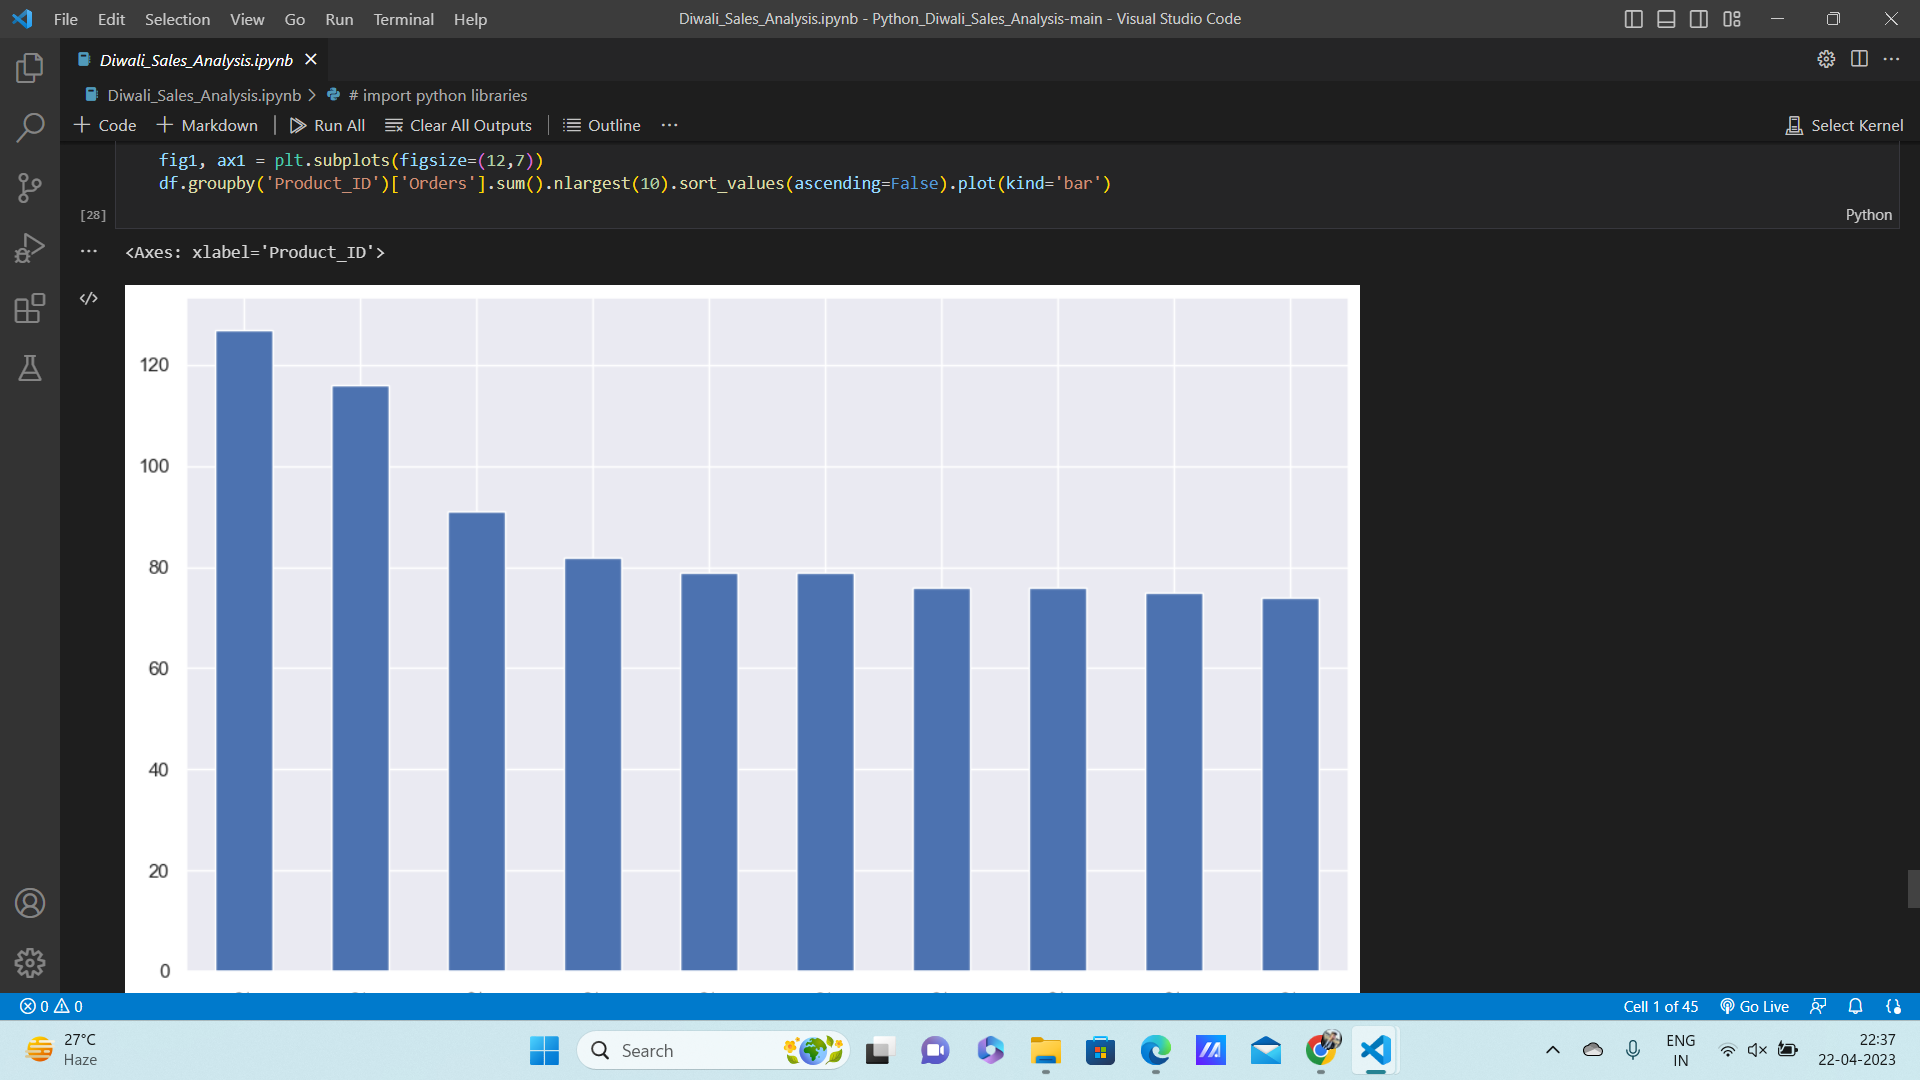 File Edit Selection View Go Run Terminal Help
Diwali_Sales_Analysis.ipynb - Python_Diwali_Sales_Analysis-main - Visual Studio Code
Diwali_Sales_Analysis.ipynb
Diwali_Sales_Analysis.ipynb > # import python libraries
+ Code + Markdown Run All Clear All Outputs Outline ...
Select Kernel
fig1, ax1 = plt.subplots(figsize=(12,7))
df.groupby('Product_ID')['Orders'].sum().nlargest(10).sort_values(ascending=False).plot(kind='bar')
[28]
Python
<Axes: xlabel='Product_ID'>
120
100
80
60
40
20
0
0 0
Cell 1 of 45 Go Live
27°C
Haze
Search
ENG
IN
22:37
22-04-2023